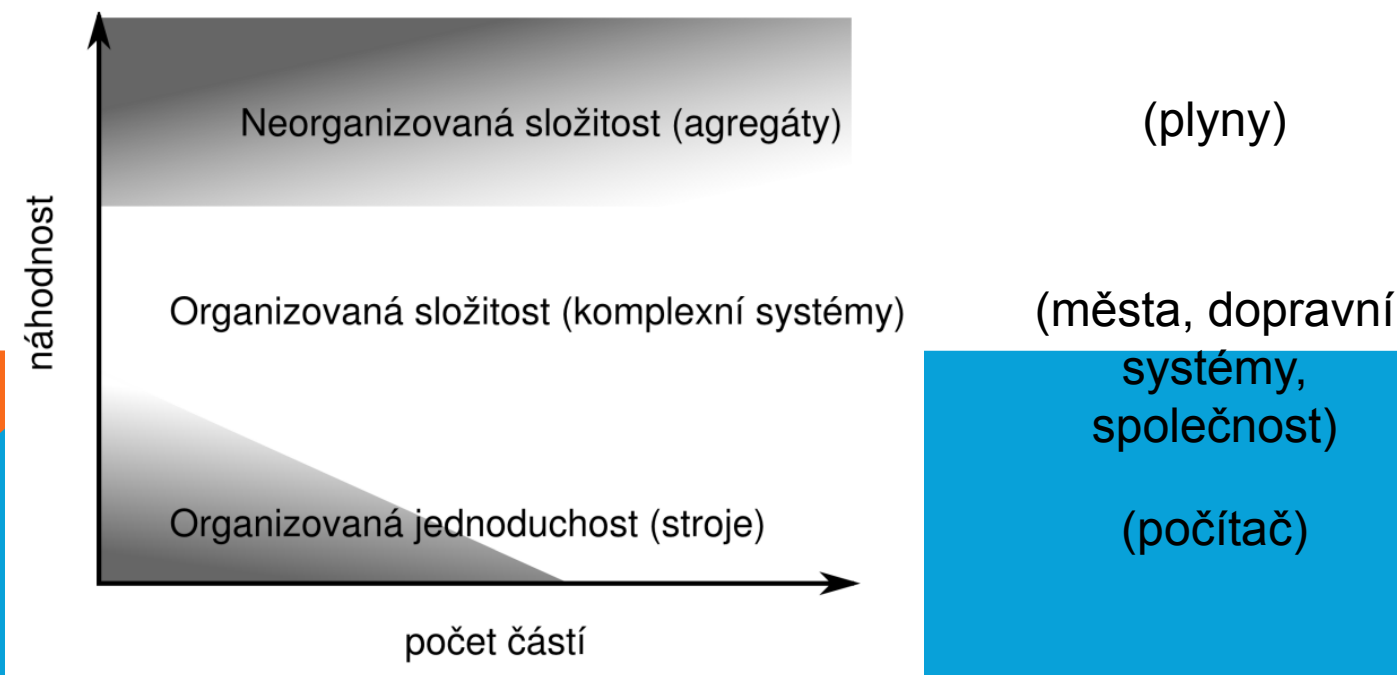 Neorganizovaná složitost (agregáty)
(plyny)
náhodnost
Organizovaná složitost (komplexní systémy)
(města, dopravní
systémy,
společnost)
Organizovaná jednoduchost (stroje)
(počítač)
počet částí